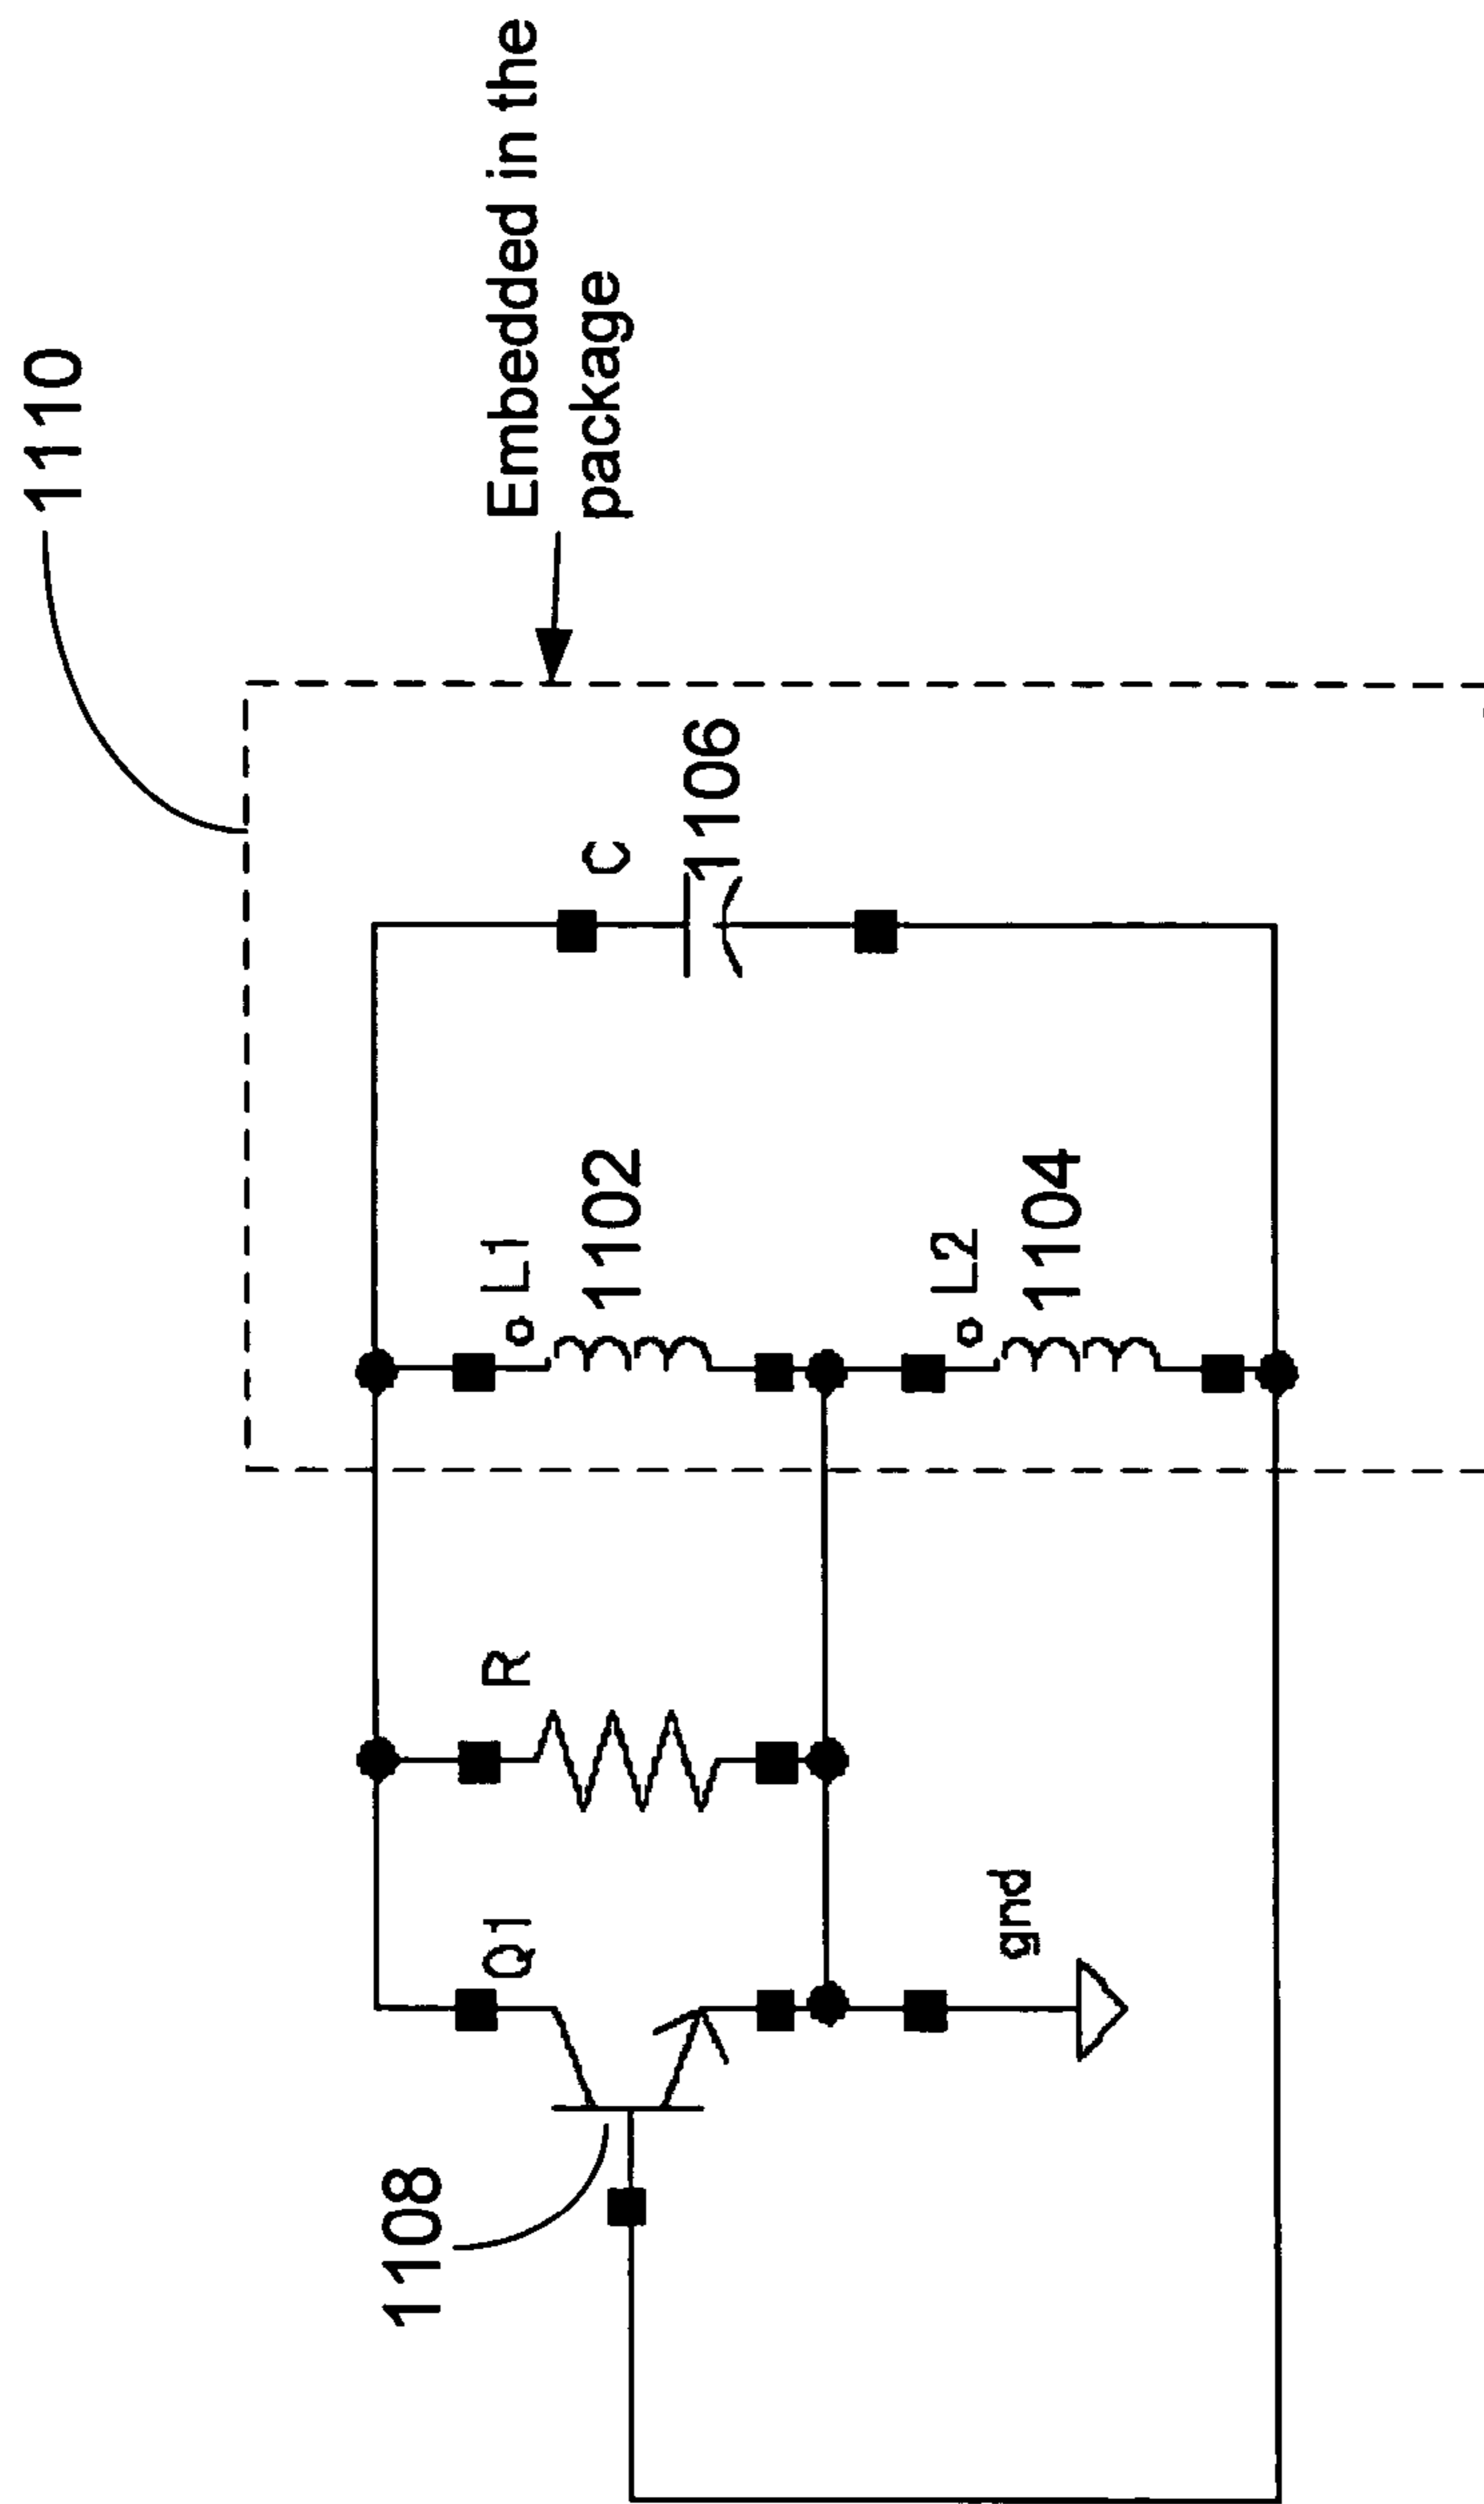 1110
Embedded in the
package
C
1106
L1
1102
L2
1104
R
Q1
gnd
1108